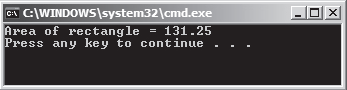 C:\WINDOWS\system32\cmd.exe
Area of rectangle = 131.25
Press any key to continue . . .